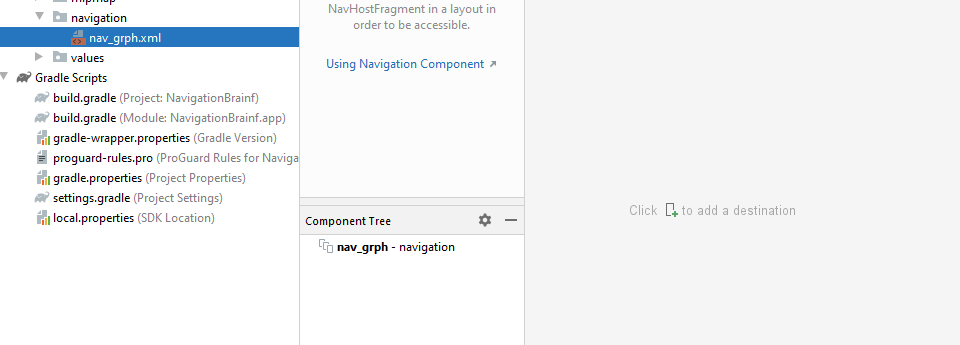 mipmap
navigation
nav_grph.xml
values
Gradle Scripts
build.gradle (Project: NavigationBrainf)
build.gradle (Module: NavigationBrainf.app)
gradle-wrapper.properties (Gradle Version)
proguard-rules.pro (ProGuard Rules for Naviga
gradle.properties (Project Properties)
settings.gradle (Project Settings)
local.properties (SDK Location)
NavHostFragment in a layout in
order to be accessible.
Using Navigation Component
Component Tree
nav_grph - navigation
Click to add a destination